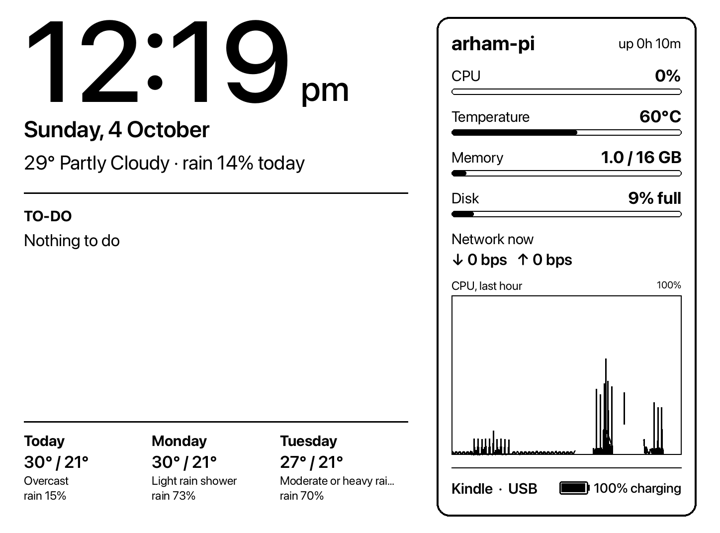 12:19 pm
Sunday, 4 October
29° Partly Cloudy · rain 14% today
TO-DO
Nothing to do
Today
30° / 21°
Overcast
rain 15%
Monday
30° / 21°
Light rain shower
rain 73%
Tuesday
27° / 21°
Moderate or heavy rai...
rain 70%
arham-pi
up 0h 10m
CPU
0%
Temperature
60°C
Memory
1.0 / 16 GB
Disk
9% full
Network now
↓ 0 bps ↑ 0 bps
CPU, last hour
100%
Kindle · USB
100% charging